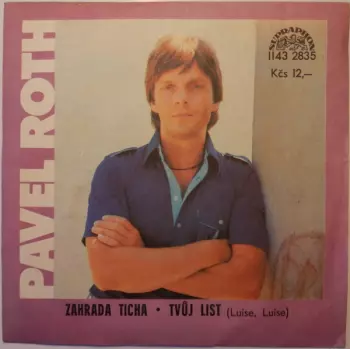 SUPRAPHON
1143 2835
Kčs 12,—
PAVEL ROTH
ZAHRADA TICHA • TVŮJ LIST (Luise, Luise)